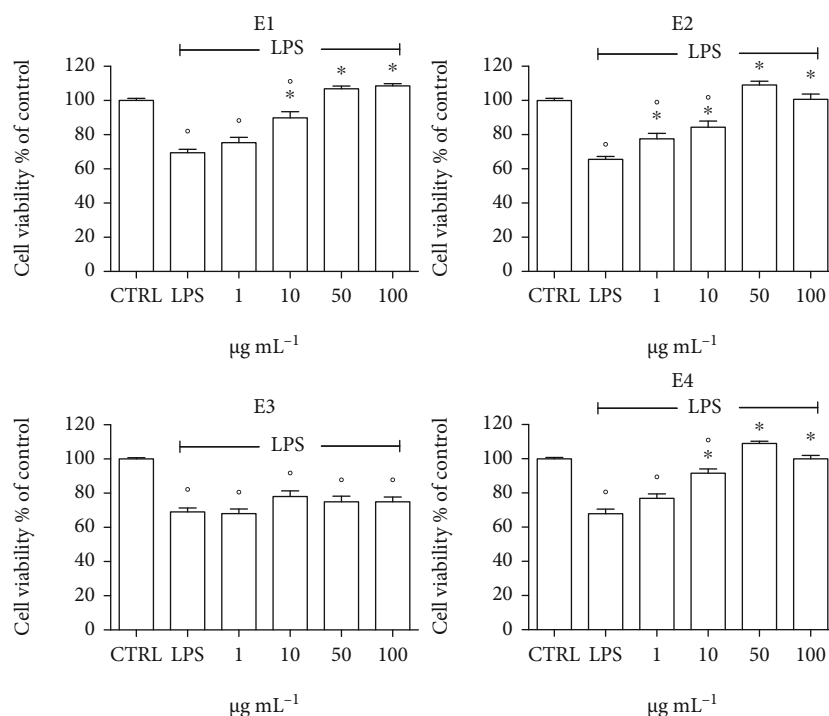 E1
LPS
° ° ° * * *
Cell viability % of control
120
100
80
60
40
20
0
CTRL LPS 1 10 50 100
μg mL⁻¹
E2
LPS
° ° * ° * * *
Cell viability % of control
120
100
80
60
40
20
0
CTRL LPS 1 10 50 100
μg mL⁻¹
E3
LPS
° ° ° ° °
Cell viability % of control
120
100
80
60
40
20
0
CTRL LPS 1 10 50 100
μg mL⁻¹
E4
LPS
° ° ° * * *
Cell viability % of control
120
100
80
60
40
20
0
CTRL LPS 1 10 50 100
μg mL⁻¹